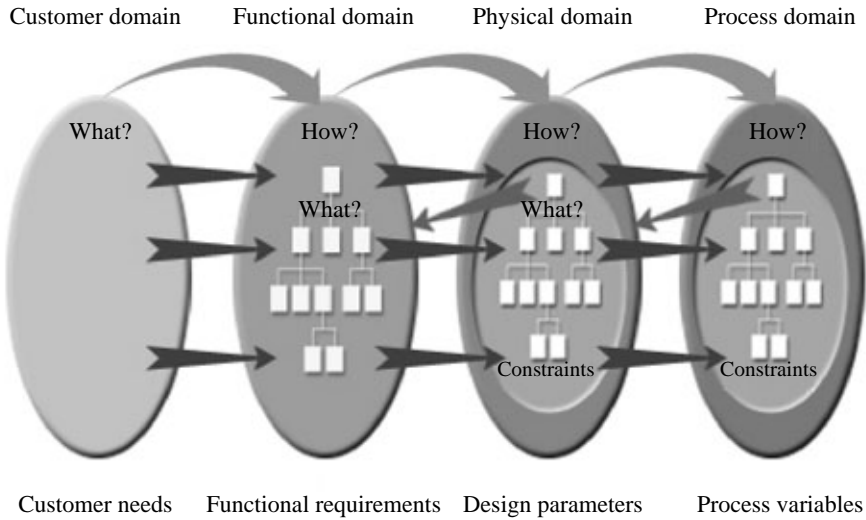 Customer domain
Functional domain
Physical domain
Process domain
What?
How?
How?
How?
What?
What?
Constraints
Constraints
Customer needs
Functional requirements
Design parameters
Process variables